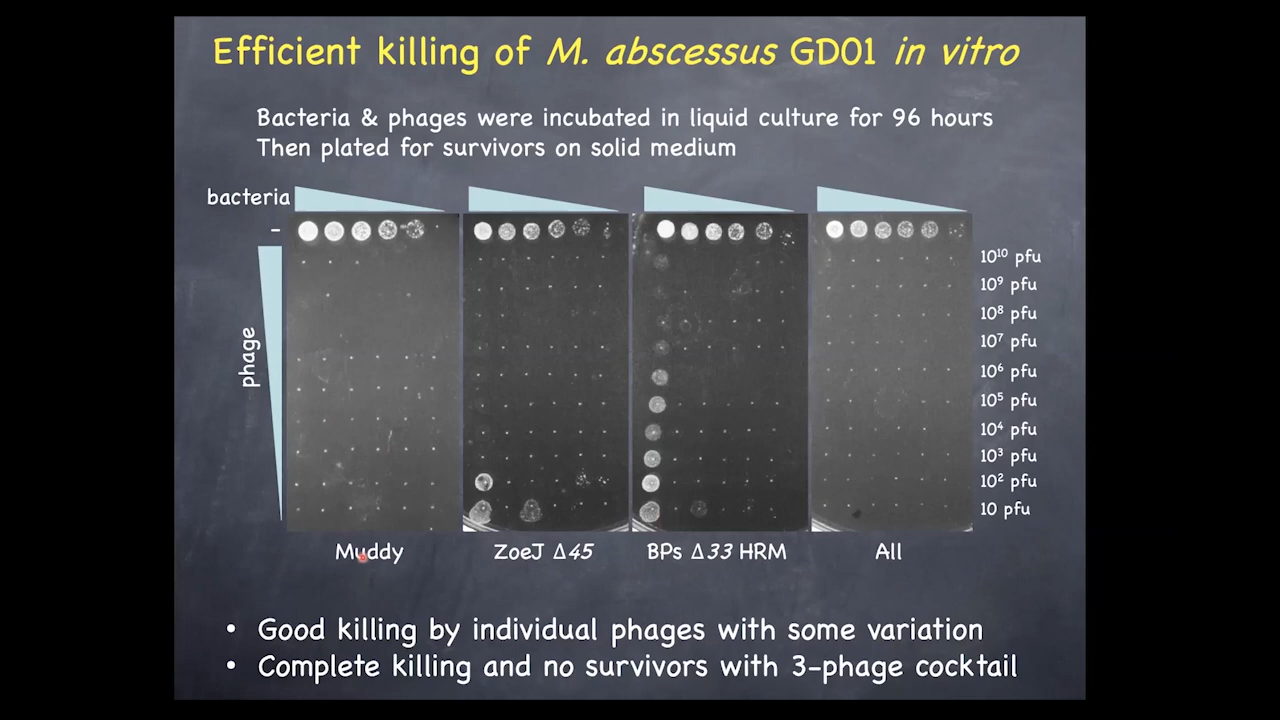 Efficient killing of M. abscessus GD01 in vitro
Bacteria & phages were incubated in liquid culture for 96 hours
Then plated for survivors on solid medium
bacteria
-
phage
10¹⁰ pfu
10⁹ pfu
10⁸ pfu
10⁷ pfu
10⁶ pfu
10⁵ pfu
10⁴ pfu
10³ pfu
10² pfu
10 pfu
Muddy
ZoeJ Δ45
BPs Δ33 HRM
All
• Good killing by individual phages with some variation
• Complete killing and no survivors with 3-phage cocktail